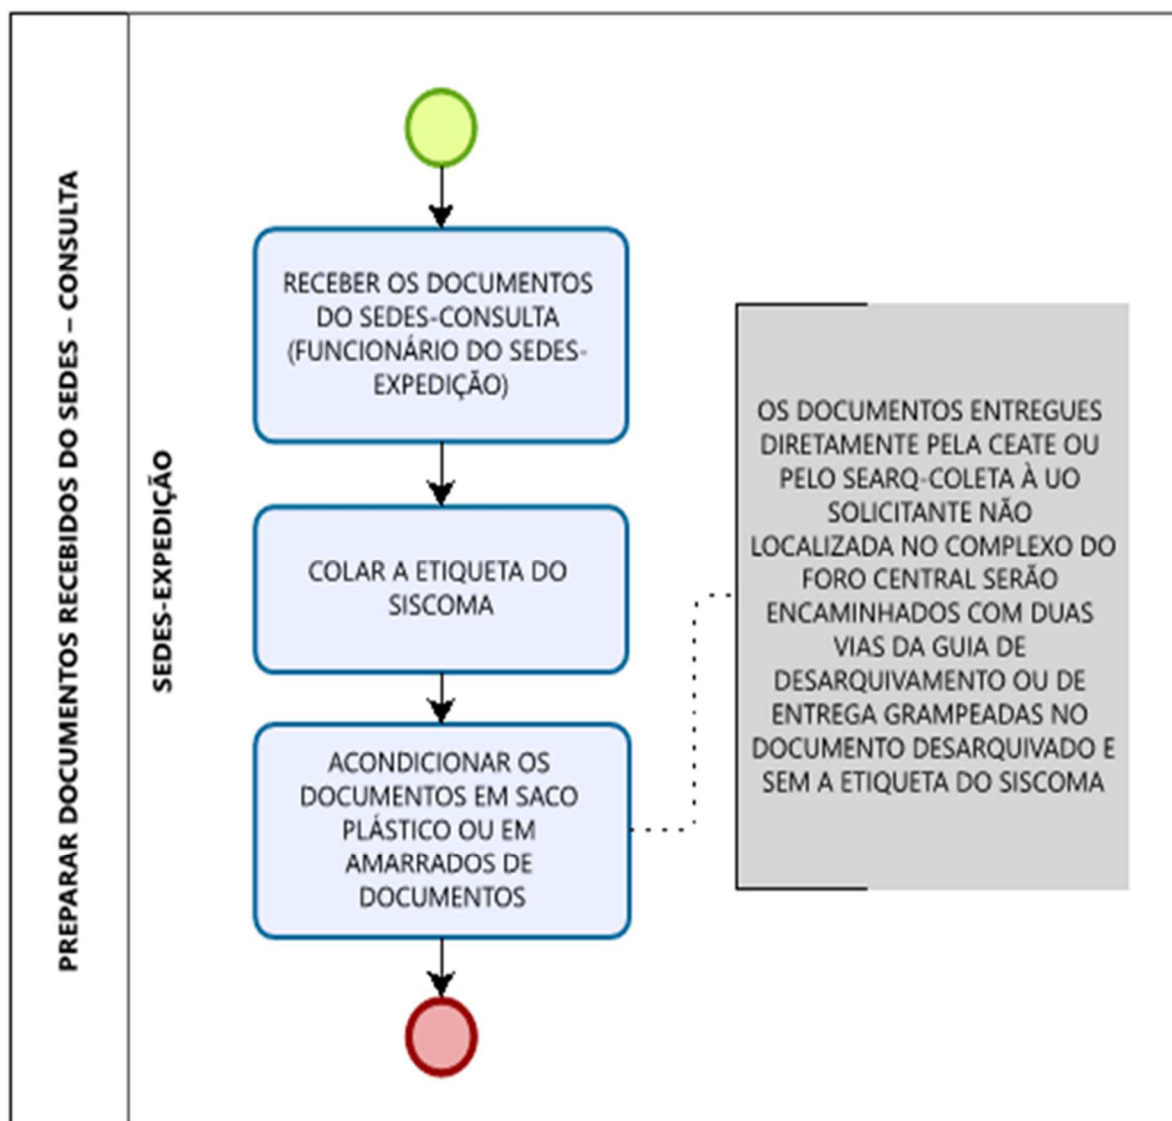 PREPARAR DOCUMENTOS RECEBIDOS DO SEDES – CONSULTA
SEDES-EXPEDIÇÃO
RECEBER OS DOCUMENTOS
DO SEDES-CONSULTA
(FUNCIONÁRIO DO SEDES-
EXPEDIÇÃO)
COLAR A ETIQUETA DO
SISCOMA
ACONDICIONAR OS
DOCUMENTOS EM SACO
PLÁSTICO OU EM
AMARRADOS DE
DOCUMENTOS
OS DOCUMENTOS ENTREGUES
DIRETAMENTE PELA CEATE OU
PELO SEARQ-COLETA À UO
SOLICITANTE NÃO
LOCALIZADA NO COMPLEXO DO
FORO CENTRAL SERÃO
ENCAMINHADOS COM DUAS
VIAS DA GUIA DE
DESARQUIVAMENTO OU DE
ENTREGA GRAMPEADAS NO
DOCUMENTO DESARQUIVADO E
SEM A ETIQUETA DO SISCOMA